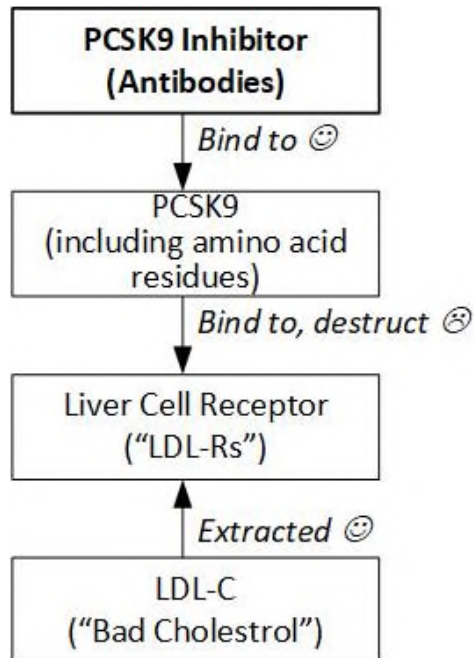 PCSK9 Inhibitor
(Antibodies)
Bind to ☺
PCSK9
(including amino acid
residues)
Bind to, destruct ☹
Liver Cell Receptor
(“LDL-Rs”)
Extracted ☺
LDL-C
(“Bad Cholestrol”)